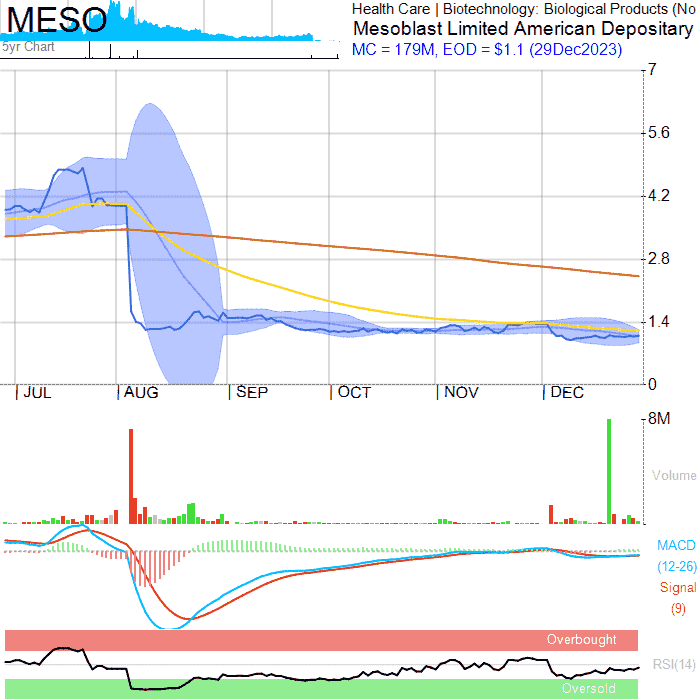 MESO
5yr Chart
Health Care | Biotechnology: Biological Products (No
Mesoblast Limited American Depositary
MC = 179M, EOD = $1.1 (29Dec2023)
7
5.6
4.2
2.8
1.4
0
JUL AUG SEP OCT NOV DEC
8M
Volume
MACD
(12-26)
Signal
(9)
Overbought
RSI(14)
Oversold